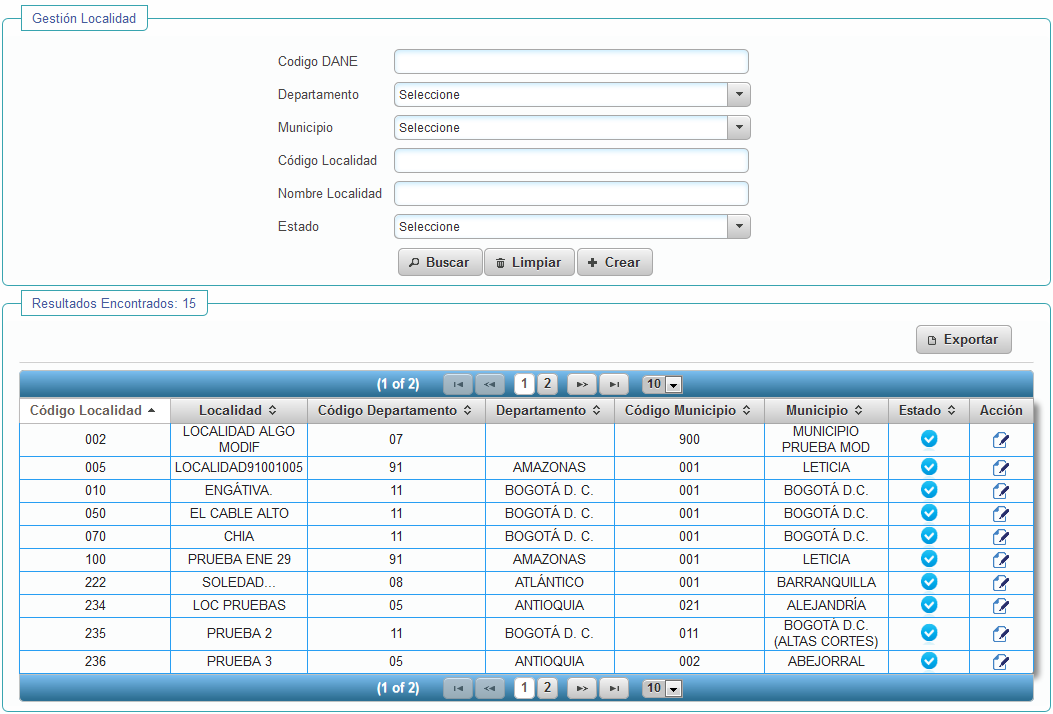 Gestión Localidad
Codigo DANE
Departamento Seleccione
Municipio Seleccione
Código Localidad
Nombre Localidad
Estado Seleccione
Buscar Limpiar Crear
Resultados Encontrados: 15
Exportar
(1 of 2) 1 2 10
Código Localidad Localidad Código Departamento Departamento Código Municipio Municipio Estado Acción
002 LOCALIDAD ALGO MODIF 07 900 MUNICIPIO PRUEBA MOD
005 LOCALIDAD91001005 91 AMAZONAS 001 LETICIA
010 ENGÁTIVA. 11 BOGOTÁ D. C. 001 BOGOTÁ D.C.
050 EL CABLE ALTO 11 BOGOTÁ D. C. 001 BOGOTÁ D.C.
070 CHIA 11 BOGOTÁ D. C. 001 BOGOTÁ D.C.
100 PRUEBA ENE 29 91 AMAZONAS 001 LETICIA
222 SOLEDAD... 08 ATLÁNTICO 001 BARRANQUILLA
234 LOC PRUEBAS 05 ANTIOQUIA 021 ALEJANDRÍA
235 PRUEBA 2 11 BOGOTÁ D. C. 011 BOGOTÁ D.C. (ALTAS CORTES)
236 PRUEBA 3 05 ANTIOQUIA 002 ABEJORRAL
(1 of 2) 1 2 10